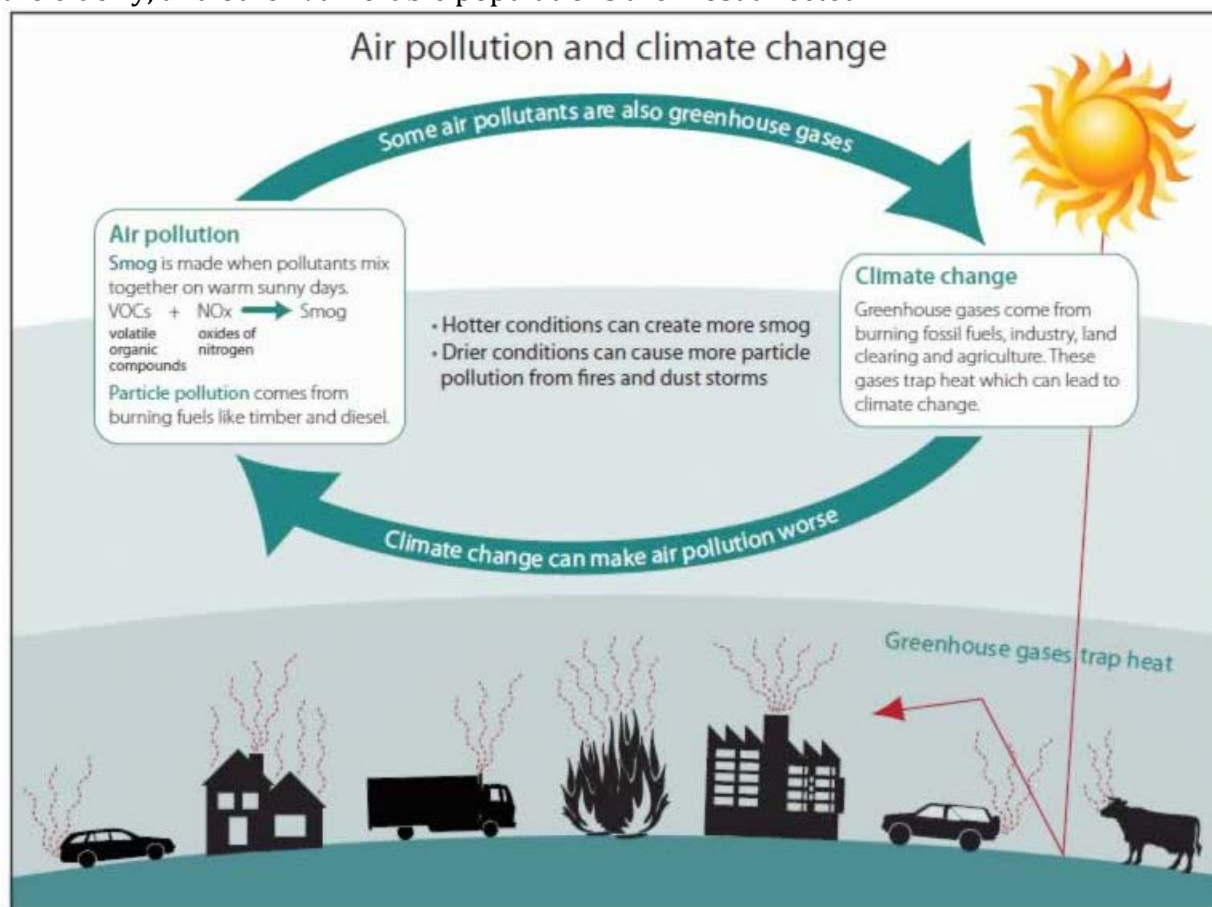 Air pollution and climate change
Some air pollutants are also greenhouse gases
Air pollution
Smog is made when pollutants mix
together on warm sunny days.
VOCs + NOx Smog
volatile oxides of
organic nitrogen
compounds
Particle pollution comes from
burning fuels like timber and diesel.
• Hotter conditions can create more smog
• Drier conditions can cause more particle
pollution from fires and dust storms
Climate change
Greenhouse gases come from
burning fossil fuels, industry, land
clearing and agriculture. These
gases trap heat which can lead to
climate change.
Climate change can make air pollution worse
Greenhouse gases trap heat